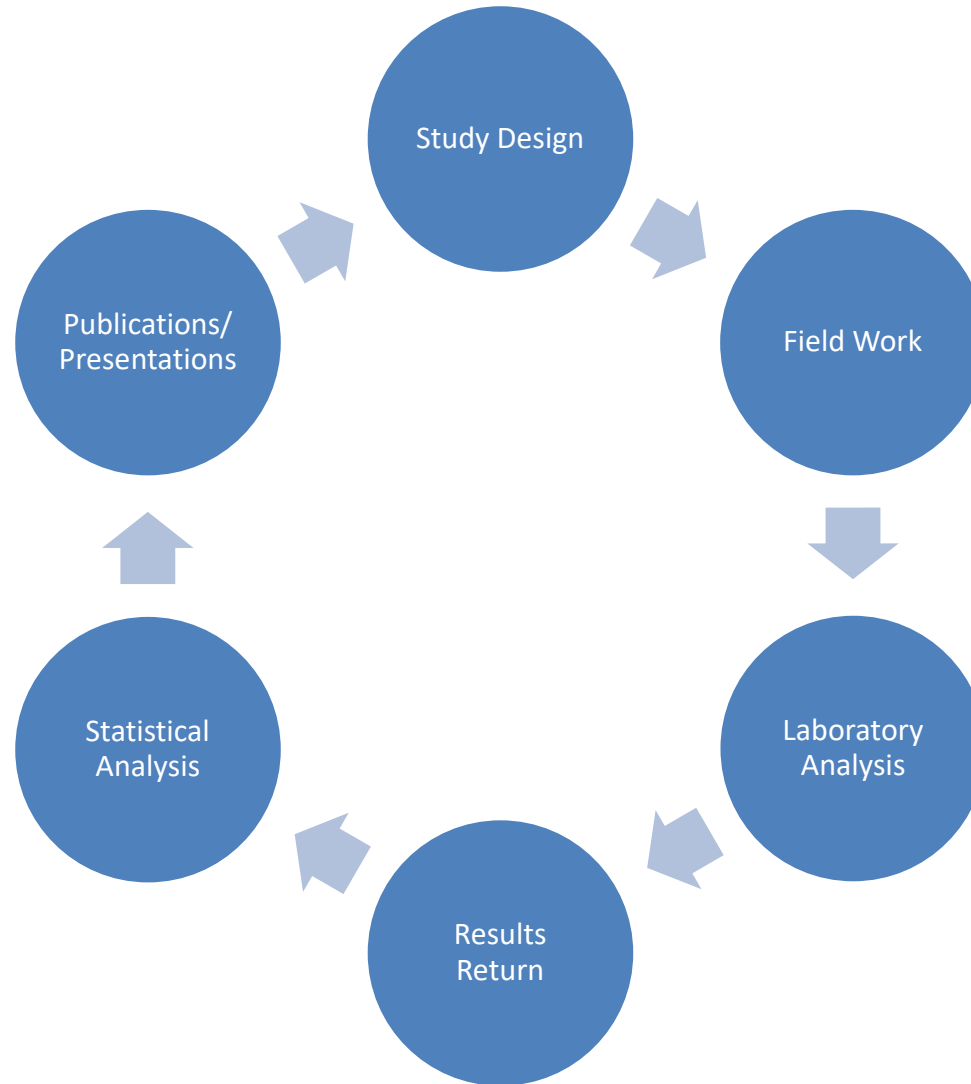 Study Design
Field Work
Laboratory
Analysis
Results
Return
Statistical
Analysis
Publications/
Presentations